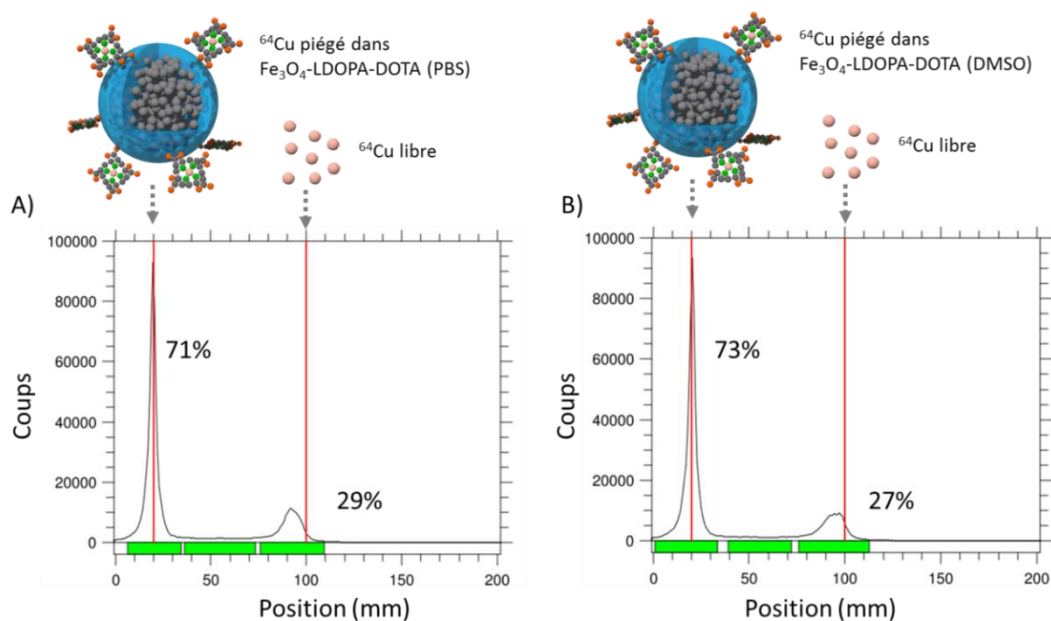 ⁶⁴Cu piégé dans
Fe₃O₄-LDOPA-DOTA (PBS)
⁶⁴Cu libre
A)
100000
80000
60000
40000
20000
0
Coups
71%
29%
0 50 100 150 200
Position (mm)
⁶⁴Cu piégé dans
Fe₃O₄-LDOPA-DOTA (DMSO)
⁶⁴Cu libre
B)
100000
80000
60000
40000
20000
0
Coups
73%
27%
0 50 100 150 200
Position (mm)